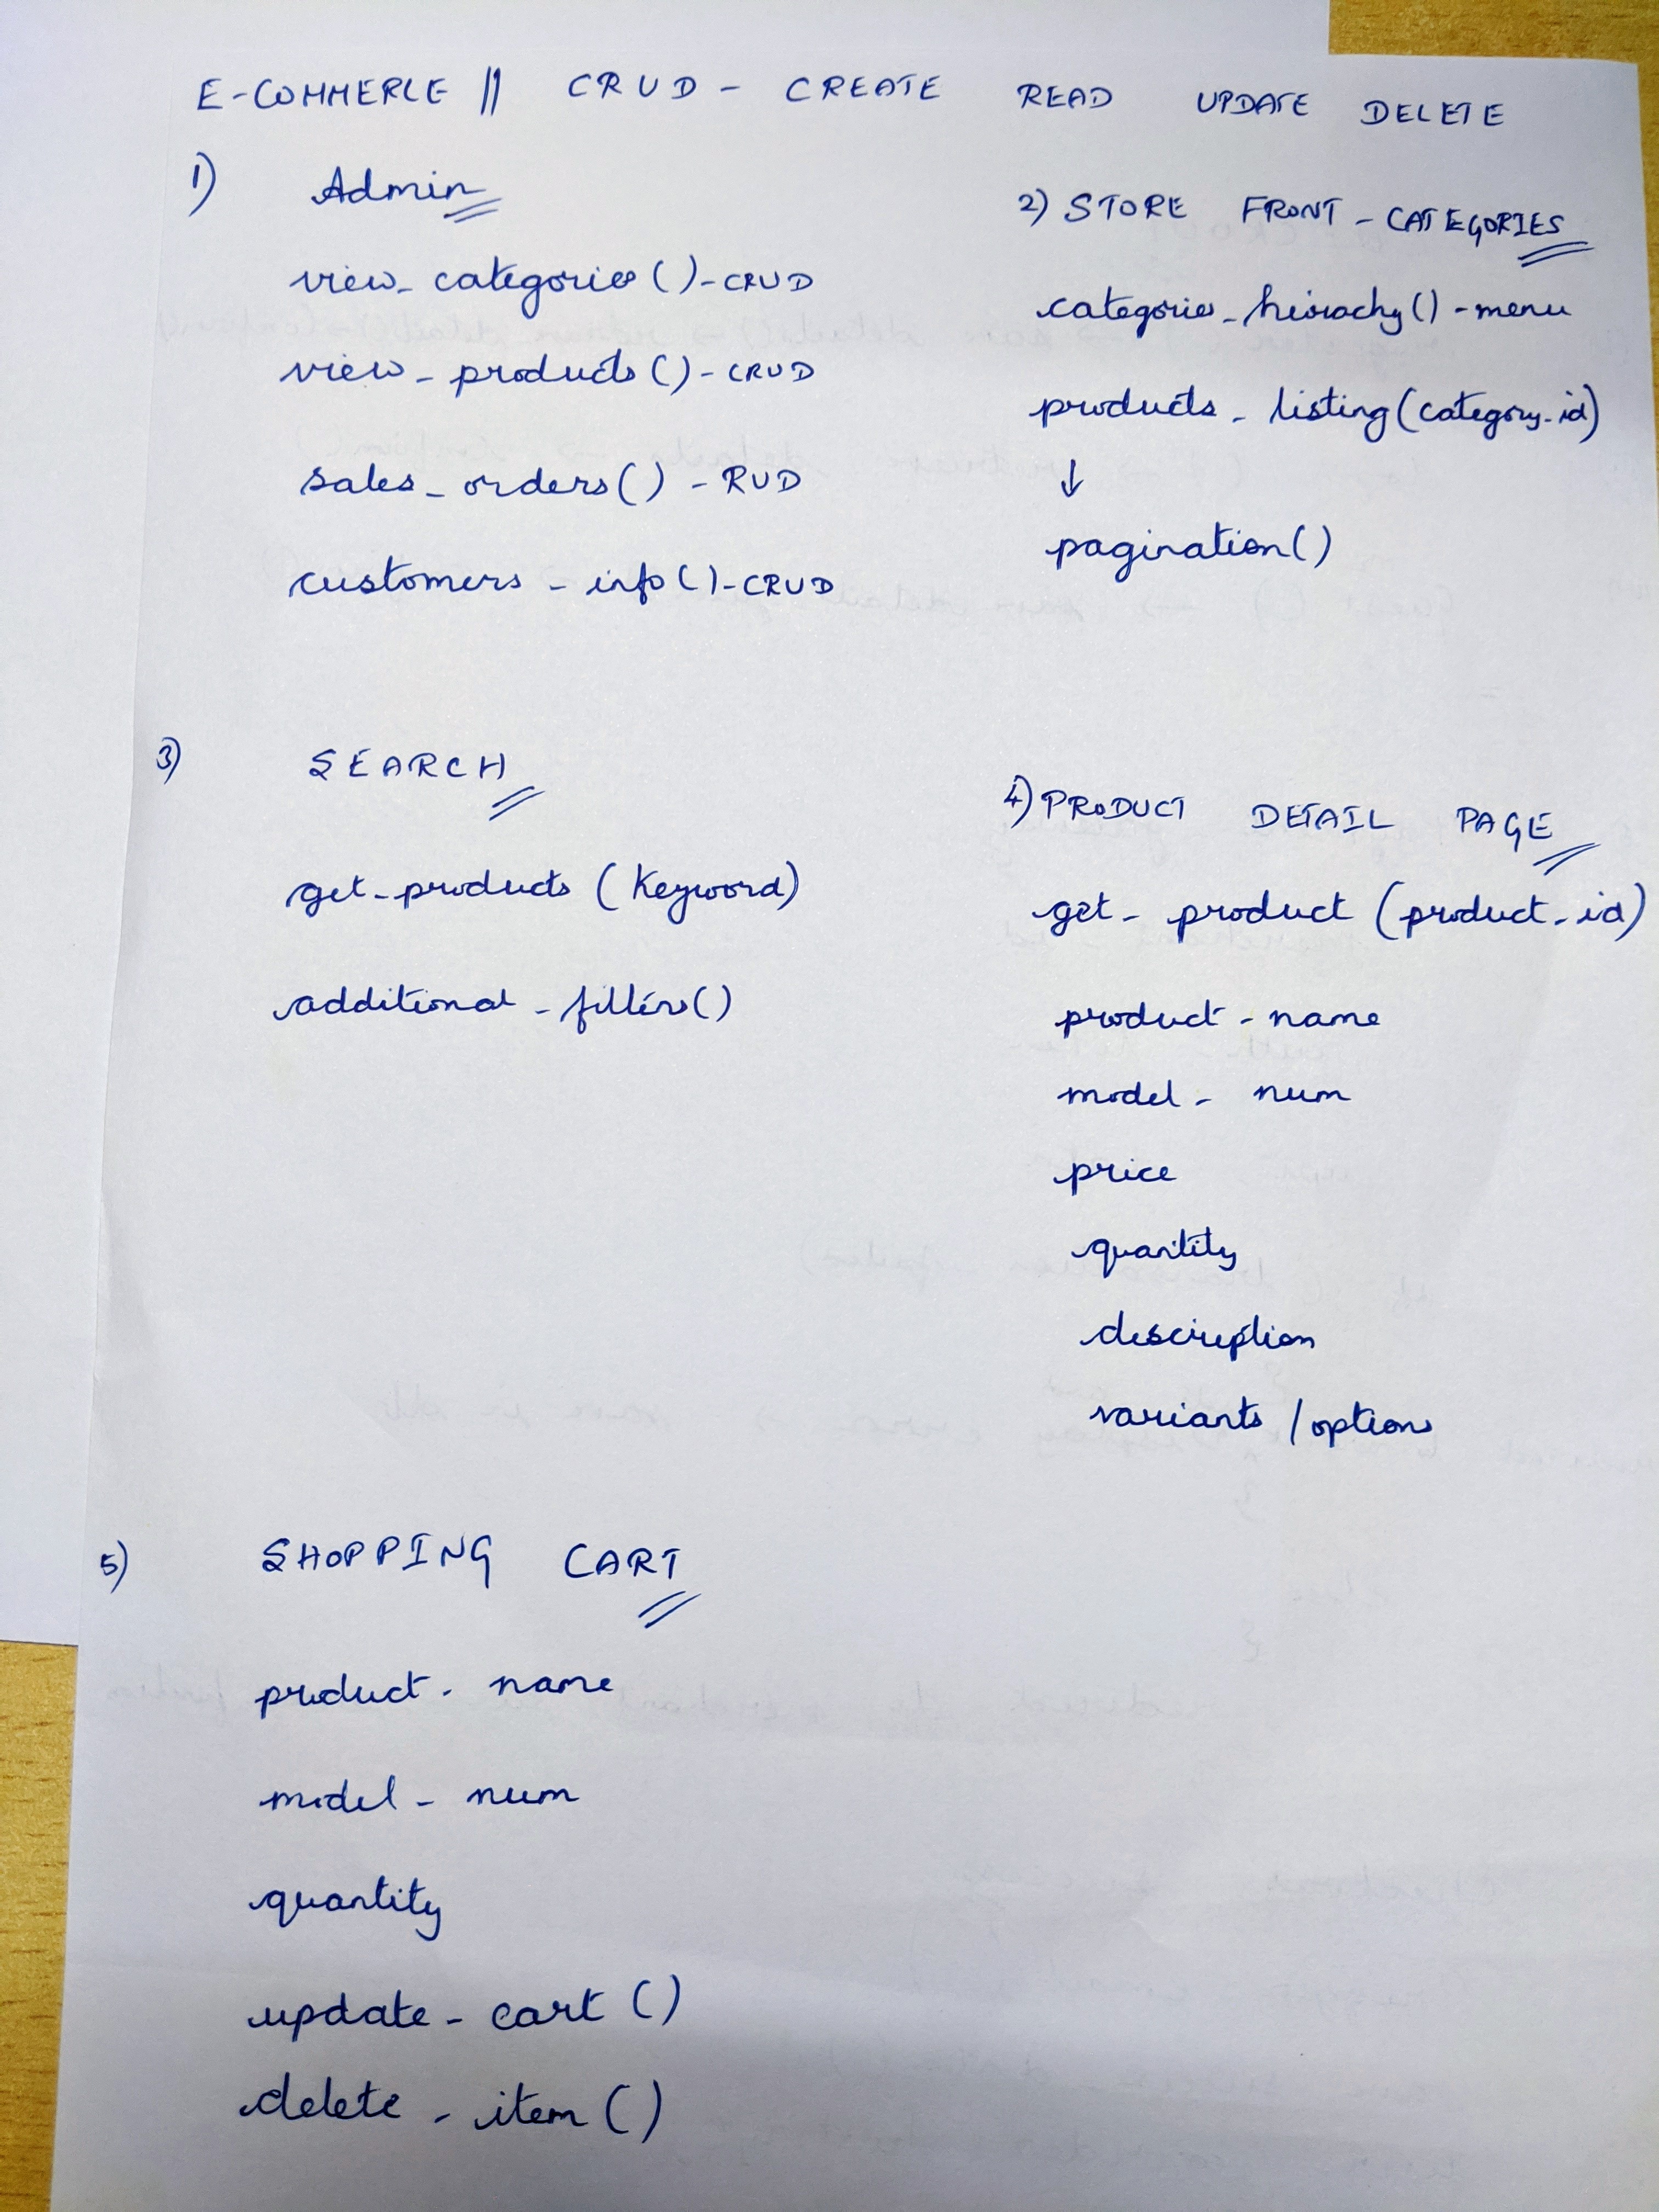 E-COMMERCE || CRUD - CREATE READ UPDATE DELETE
1) Admin
view_categories()-CRUD
view_products()-CRUD
sales_orders() - RUD
customers_info()-CRUD
2) STORE FRONT - CATEGORIES
categories_heirachy() - menu
products_listing(category_id)
↓
pagination()
3) SEARCH
get_products (Keyword)
additional_filters()
4) PRODUCT DETAIL PAGE
get_product (product_id)
product_name
model_num
price
quantity
description
variants / options
5) SHOPPING CART
product_name
model_num
quantity
update_cart ()
delete_item ()